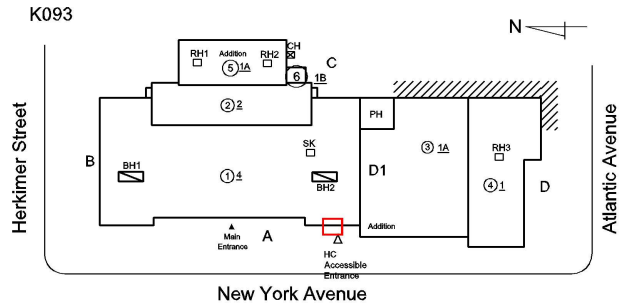 K093
N
CH
RH1
Addition
RH2
5 1A
6
C
1B
2 2
PH
Herkimer Street
Atlantic Avenue
SK
3 1A
RH3
B
BH1
1 4
BH2
D1
4 1
D
Main
Entrance
A
Addition
HC
Accessible
Entrance
New York Avenue